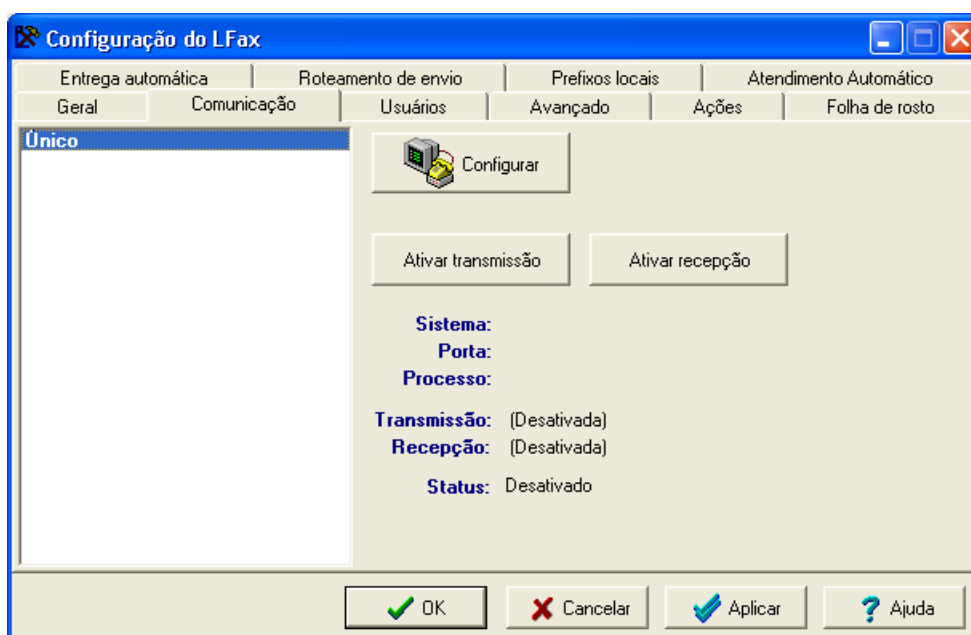 Configuração do LFax
Entrega automática
Roteamento de envio
Prefixos locais
Atendimento Automático
Geral
Comunicação
Usuários
Avançado
Ações
Folha de rosto
Único
Configurar
Ativar transmissão
Ativar recepção
Sistema:
Porta:
Processo:
Transmissão: (Desativada)
Recepção: (Desativada)
Status: Desativado
OK
Cancelar
Aplicar
Ajuda